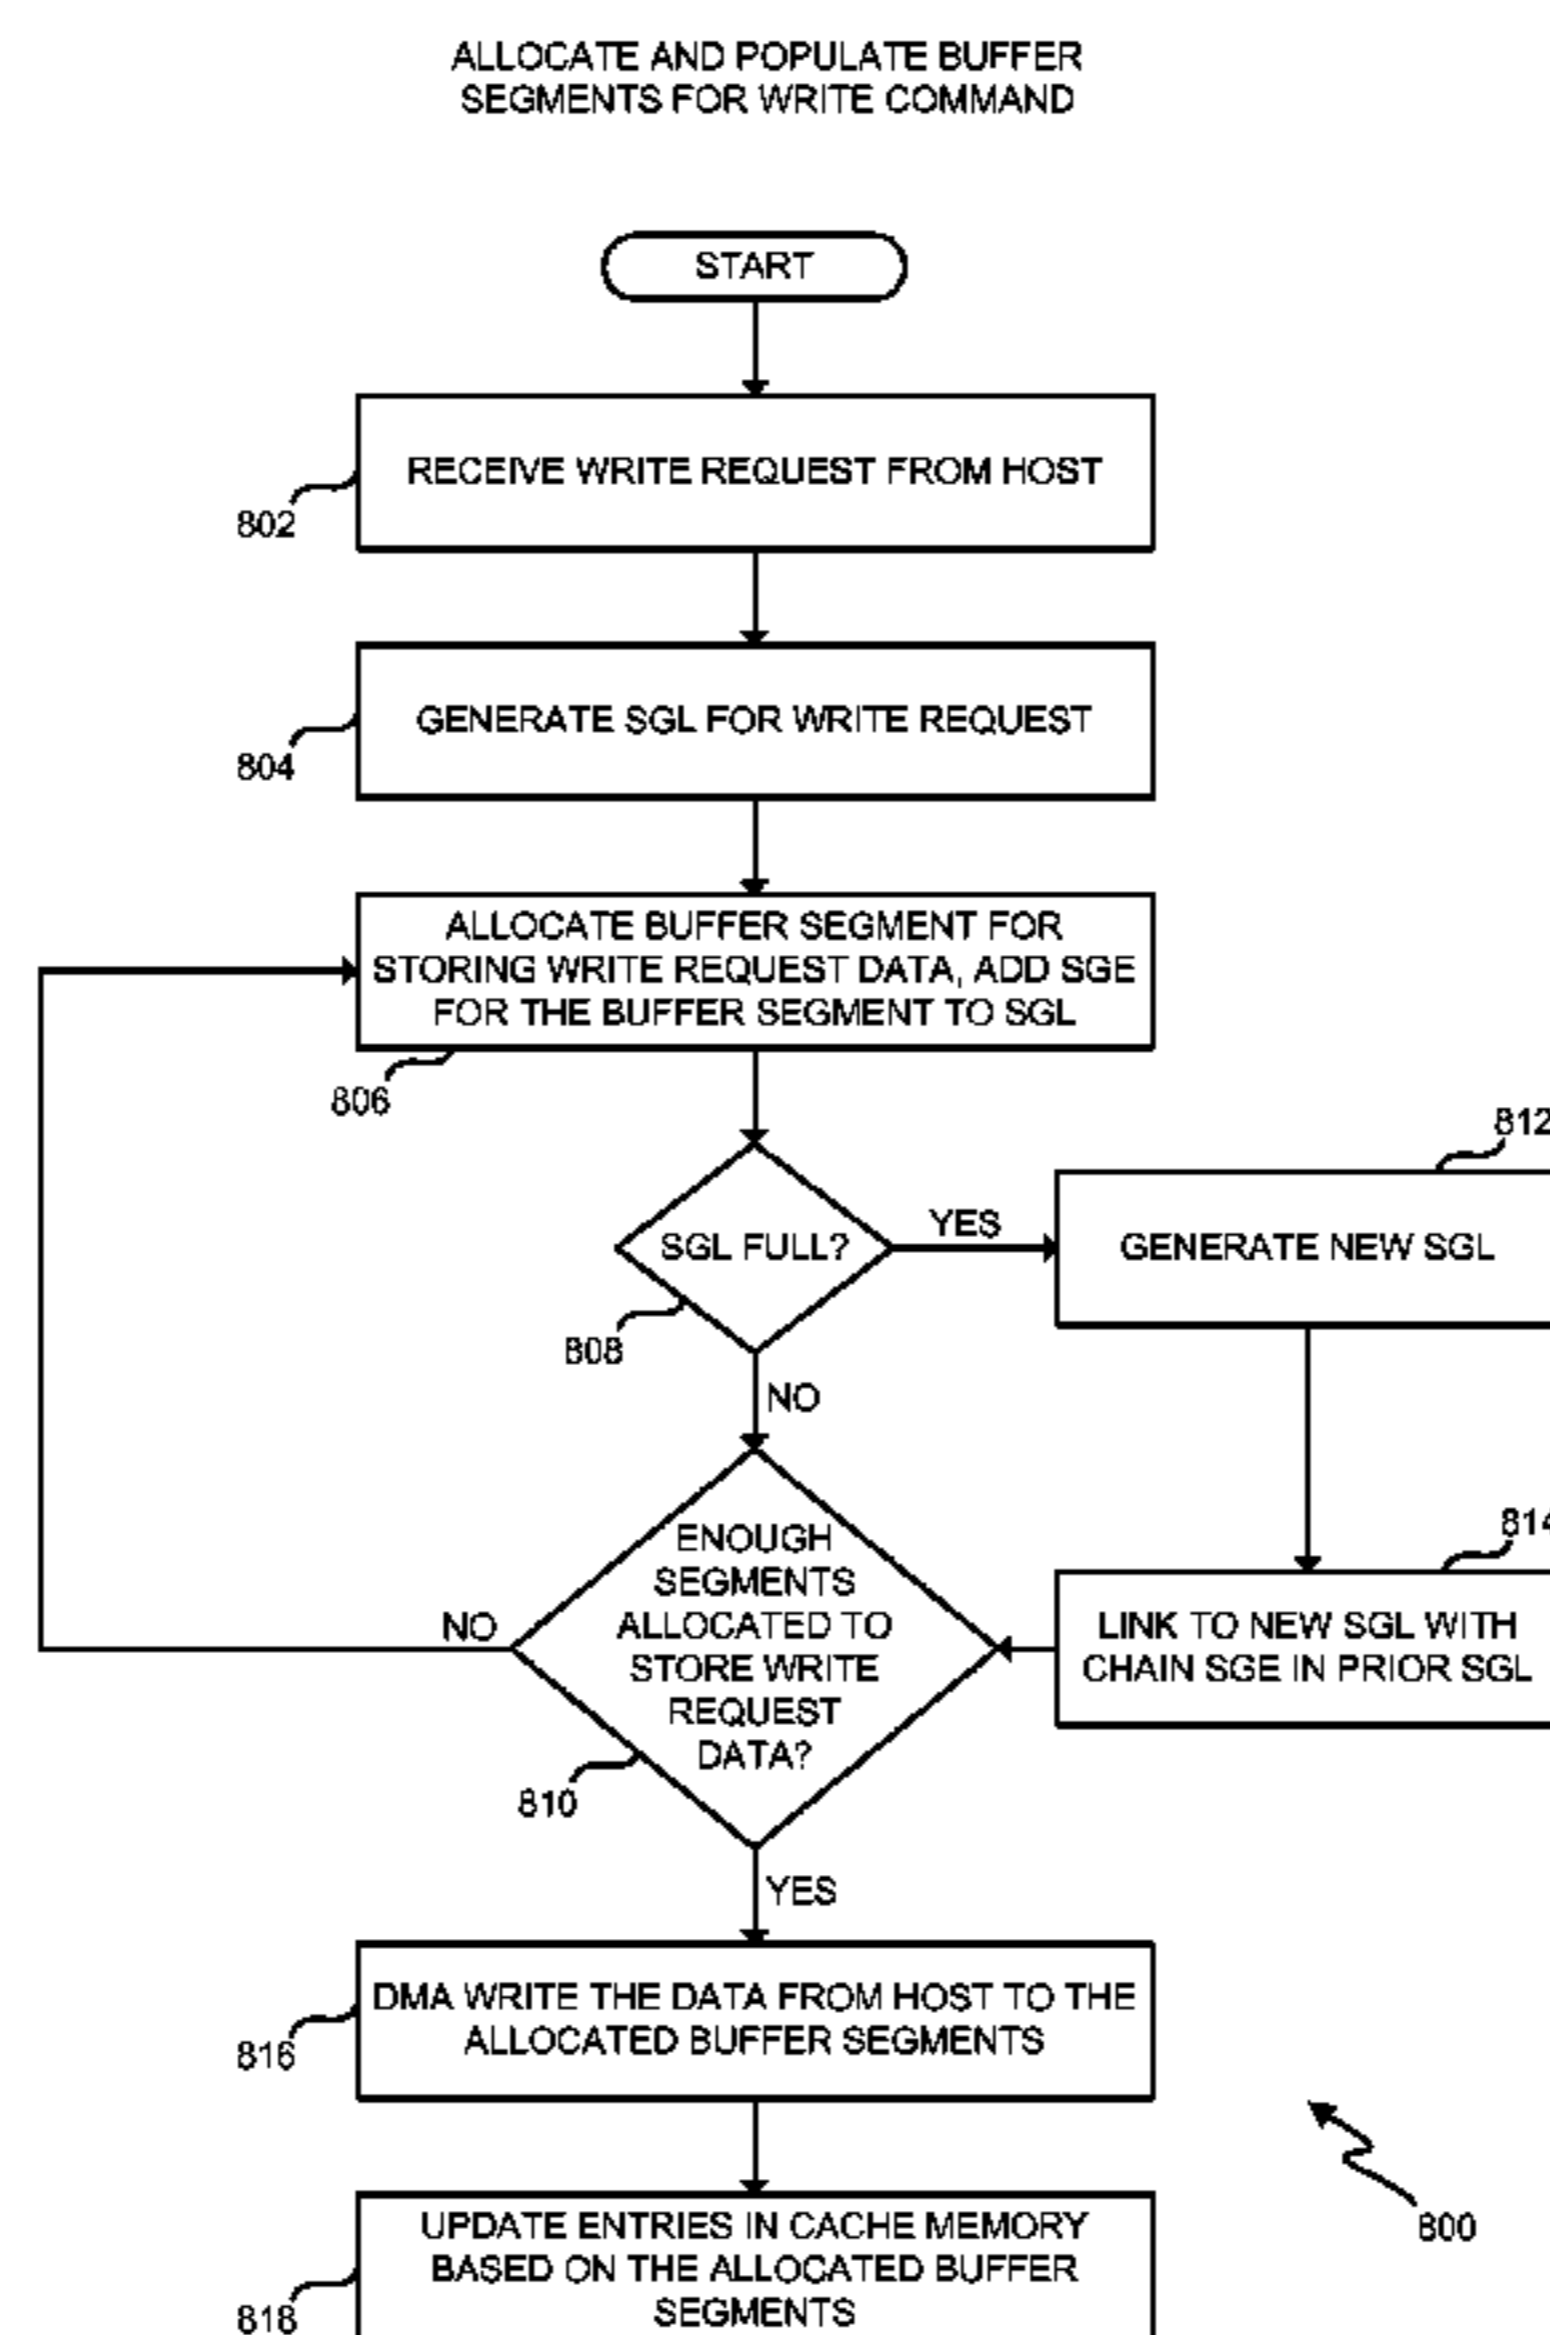 ALLOCATE AND POPULATE BUFFER
SEGMENTS FOR WRITE COMMAND
START
RECEIVE WRITE REQUEST FROM HOST
802
GENERATE SGL FOR WRITE REQUEST
804
ALLOCATE BUFFER SEGMENT FOR
STORING WRITE REQUEST DATA, ADD SGE
FOR THE BUFFER SEGMENT TO SGL
806
812
SGL FULL?
YES
GENERATE NEW SGL
808
NO
814
ENOUGH
SEGMENTS
ALLOCATED TO
STORE WRITE
REQUEST
DATA?
NO
LINK TO NEW SGL WITH
CHAIN SGE IN PRIOR SGL
810
YES
DMA WRITE THE DATA FROM HOST TO THE
ALLOCATED BUFFER SEGMENTS
816
800
UPDATE ENTRIES IN CACHE MEMORY
BASED ON THE ALLOCATED BUFFER
SEGMENTS
818